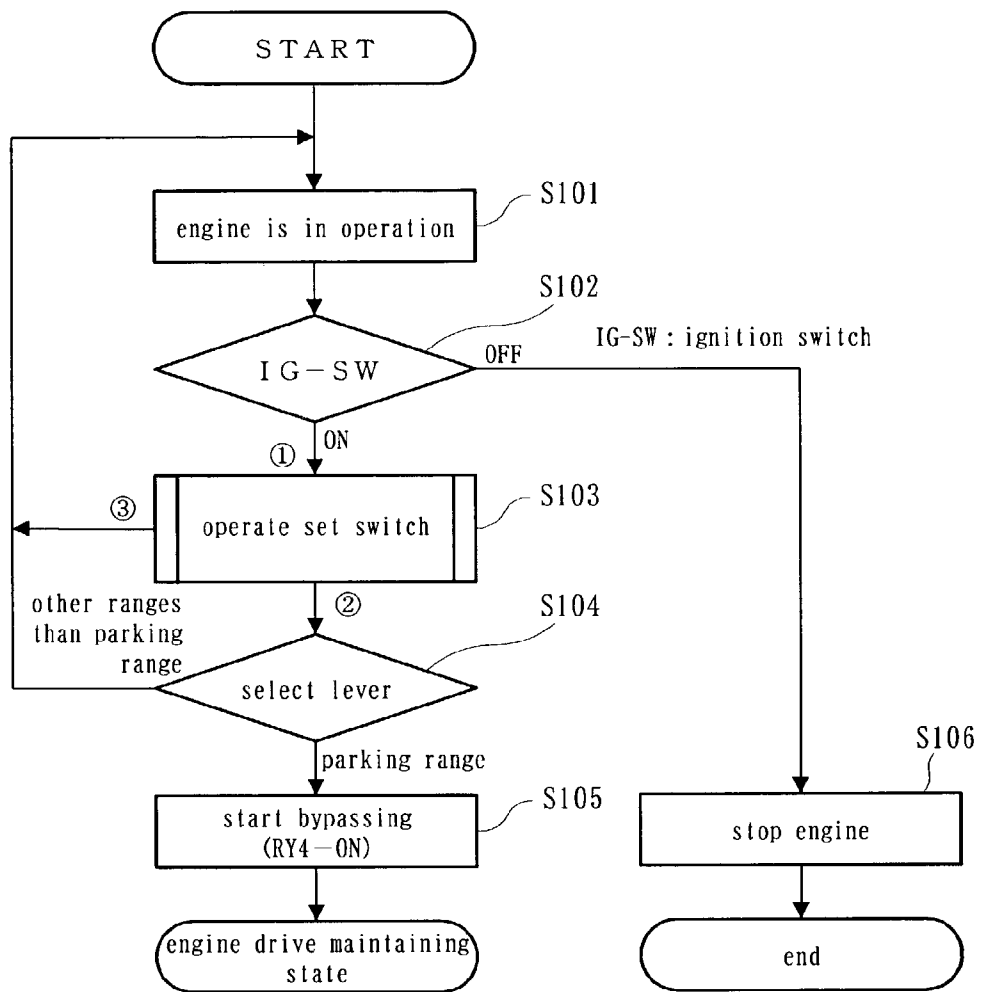 START
S101
engine is in operation
S102
IG-SW
OFF
IG-SW : ignition switch
ON
①
S103
③
operate set switch
②
S104
other ranges
than parking
range
select lever
parking range
S105
start bypassing
(RY4-ON)
S106
stop engine
engine drive maintaining
state
end